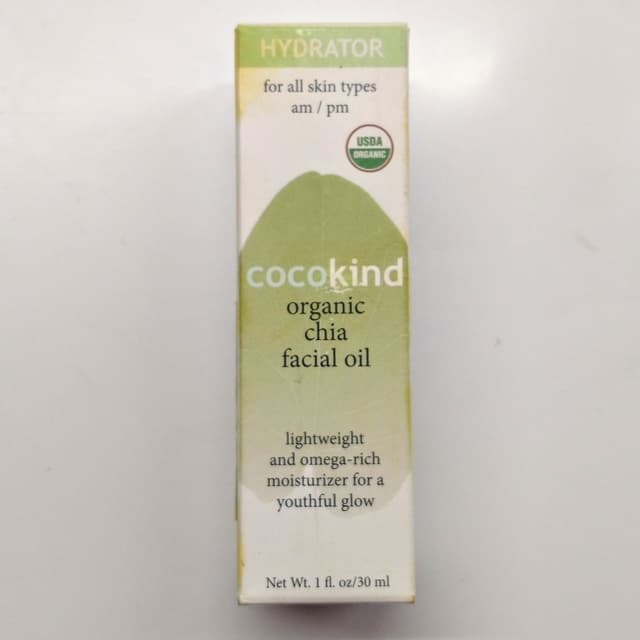 HYDRATOR
for all skin types
am / pm
USDA
ORGANIC
cocokind
organic
chia
facial oil
lightweight
and omega-rich
moisturizer for a
youthful glow
Net Wt. 1 fl. oz/30 ml